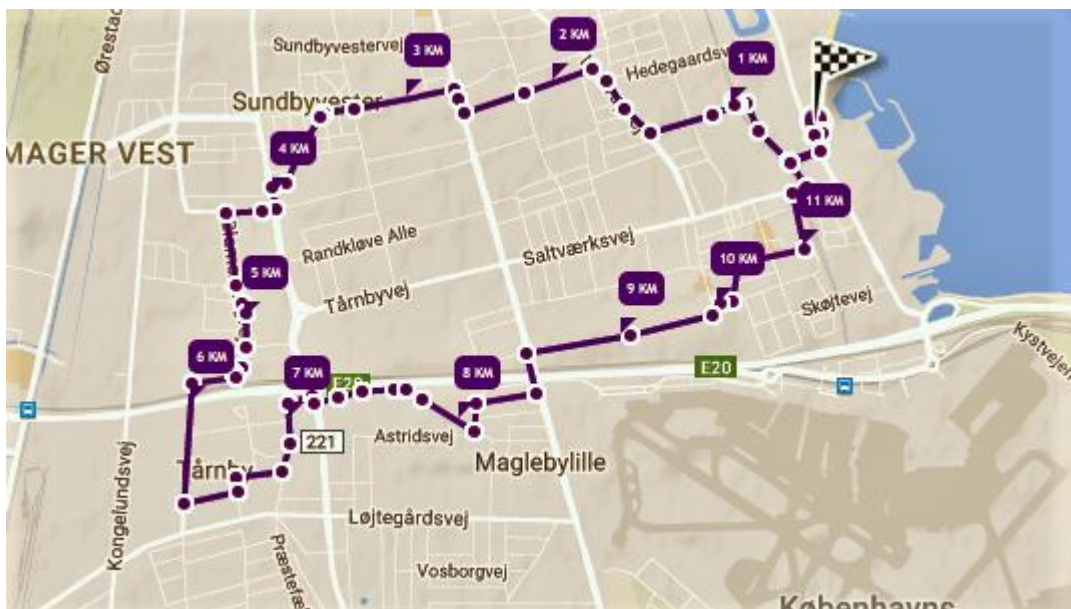 Ørestad
Sundbyvestervej
3 KM
2 KM
Hedegaardsv
1 KM
Sundbyvester
MAGER VEST
4 KM
11 KM
Randkløve Alle
Saltværksvej
5 KM
Tårnbyvej
10 KM
9 KM
Skøjtevej
Kystvejen
6 KM
7 KM
E20
8 KM
E20
Astridsvej
221
Tårnby
Maglebylille
Kongelundsvej
Løjtegårdsvej
Præstefæl
Vosborgvej
Københavns